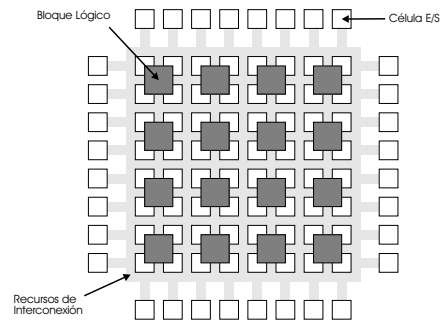 Bloque Lógico
Célula E/S
Recursos de
Interconexión